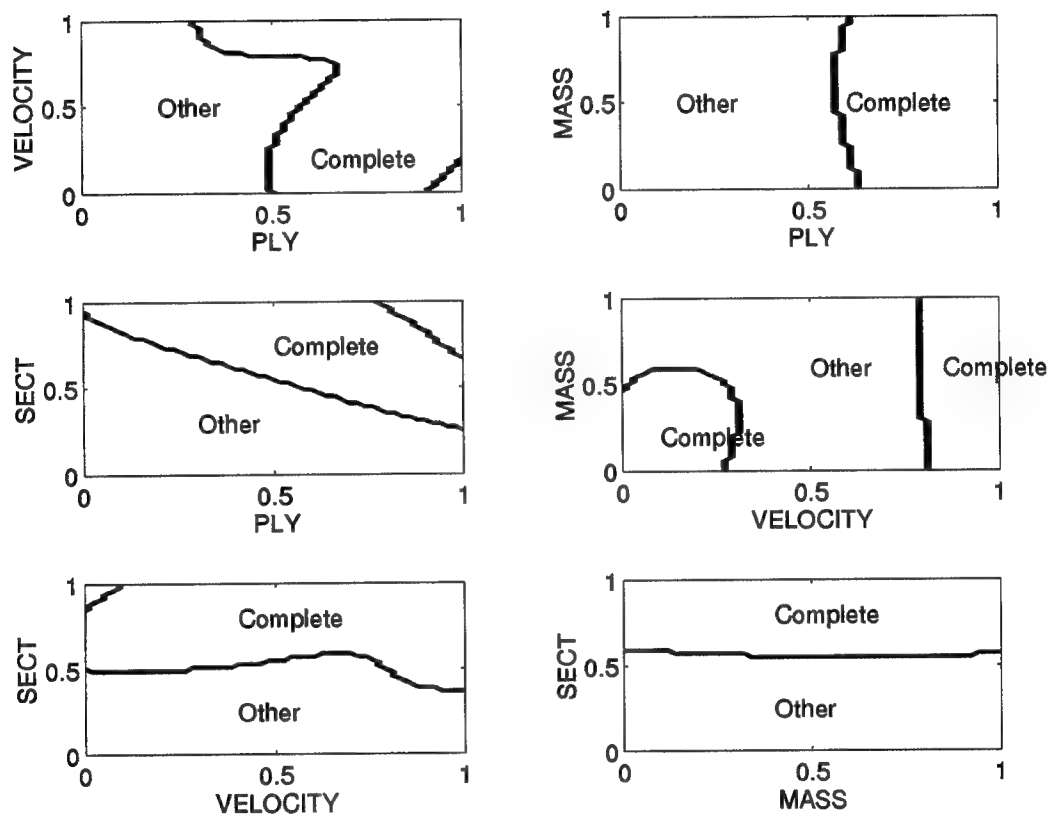 1
VELOCITY
0.5
Other
Complete
0
0
0.5
1
PLY
1
MASS
0.5
Other
Complete
0
0
0.5
1
PLY
1
SECT
0.5
Complete
Other
0
0
0.5
1
PLY
1
MASS
0.5
Other
Complete
Complete
0
0
0.5
1
VELOCITY
1
SECT
0.5
Complete
Other
0
0
0.5
1
VELOCITY
1
SECT
0.5
Complete
Other
0
0
0.5
1
MASS